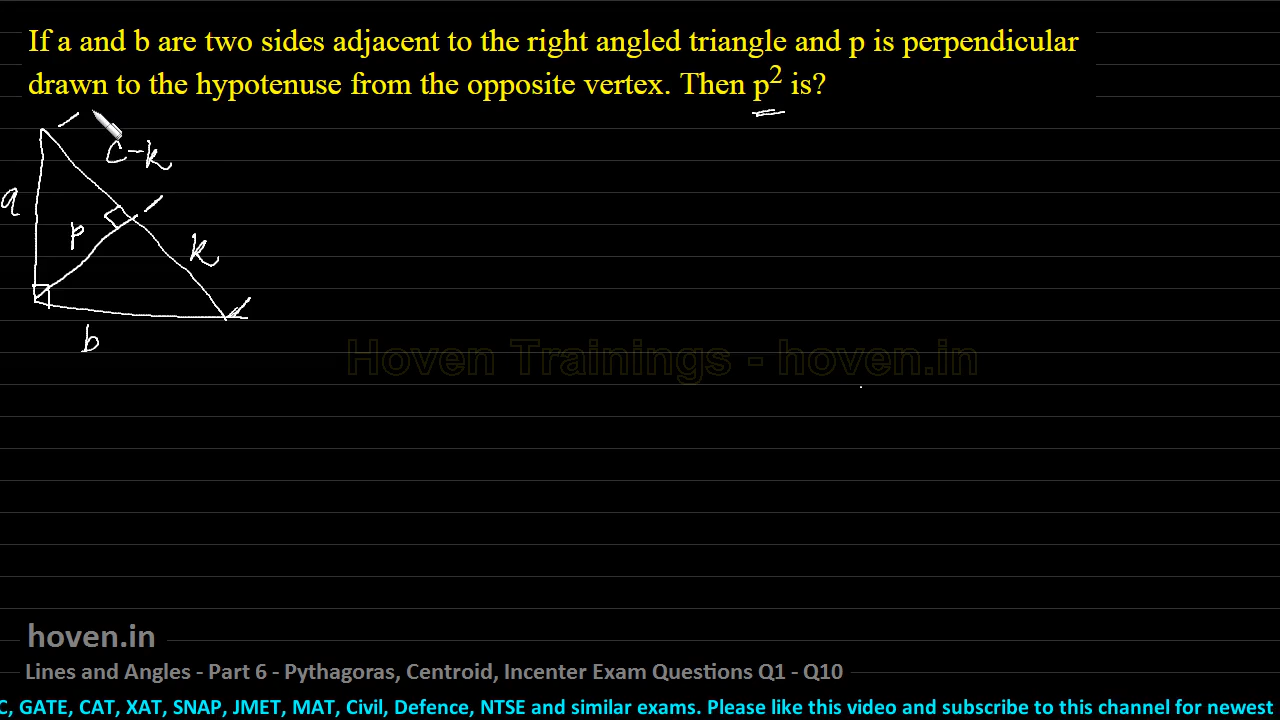 If a and b are two sides adjacent to the right angled triangle and p is perpendicular
drawn to the hypotenuse from the opposite vertex. Then p² is?
c-k
a
p
k
b
Hoven Trainings - hoven.in
hoven.in
Lines and Angles - Part 6 - Pythagoras, Centroid, Incenter Exam Questions Q1 - Q10
C, GATE, CAT, XAT, SNAP, JMET, MAT, Civil, Defence, NTSE and similar exams. Please like this video and subscribe to this channel for newest